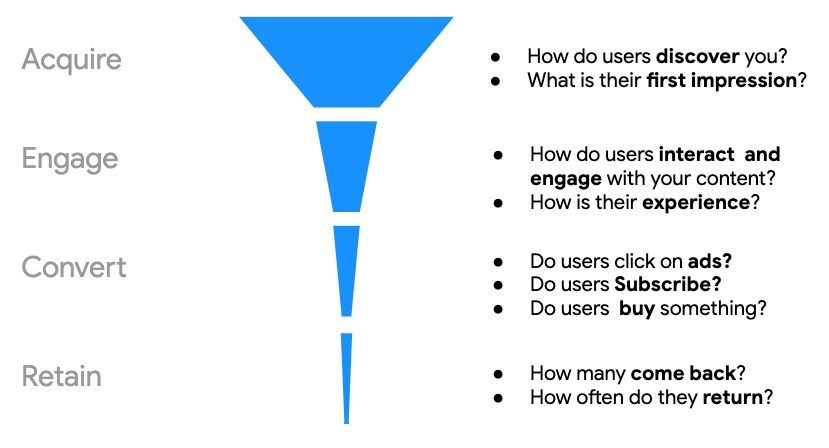 Acquire
● How do users discover you?
● What is their first impression?
Engage
● How do users interact and
engage with your content?
● How is their experience?
Convert
● Do users click on ads?
● Do users Subscribe?
● Do users buy something?
Retain
● How many come back?
● How often do they return?